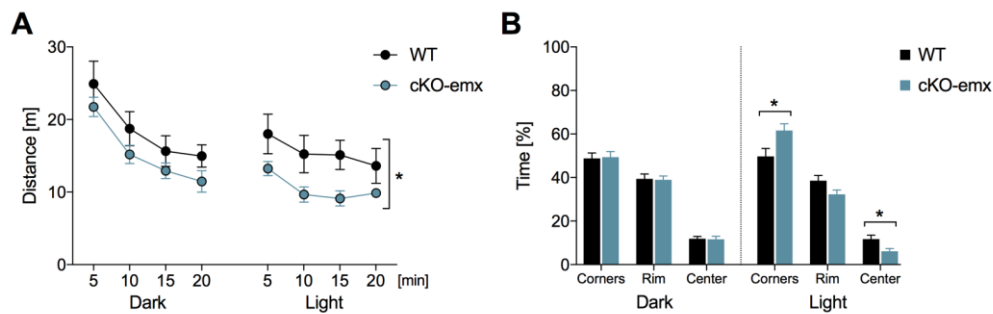 A
Distance [m]
30
20
10
0
WT
cKO-emx
*
5 10 15 20 5 10 15 20 [min]
Dark Light
B
Time [%]
100
80
60
40
20
0
WT
cKO-emx
*
*
Corners Rim Center Corners Rim Center
Dark Light